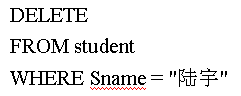 DELETE
FROM student
WHERE Sname = "陆宇"